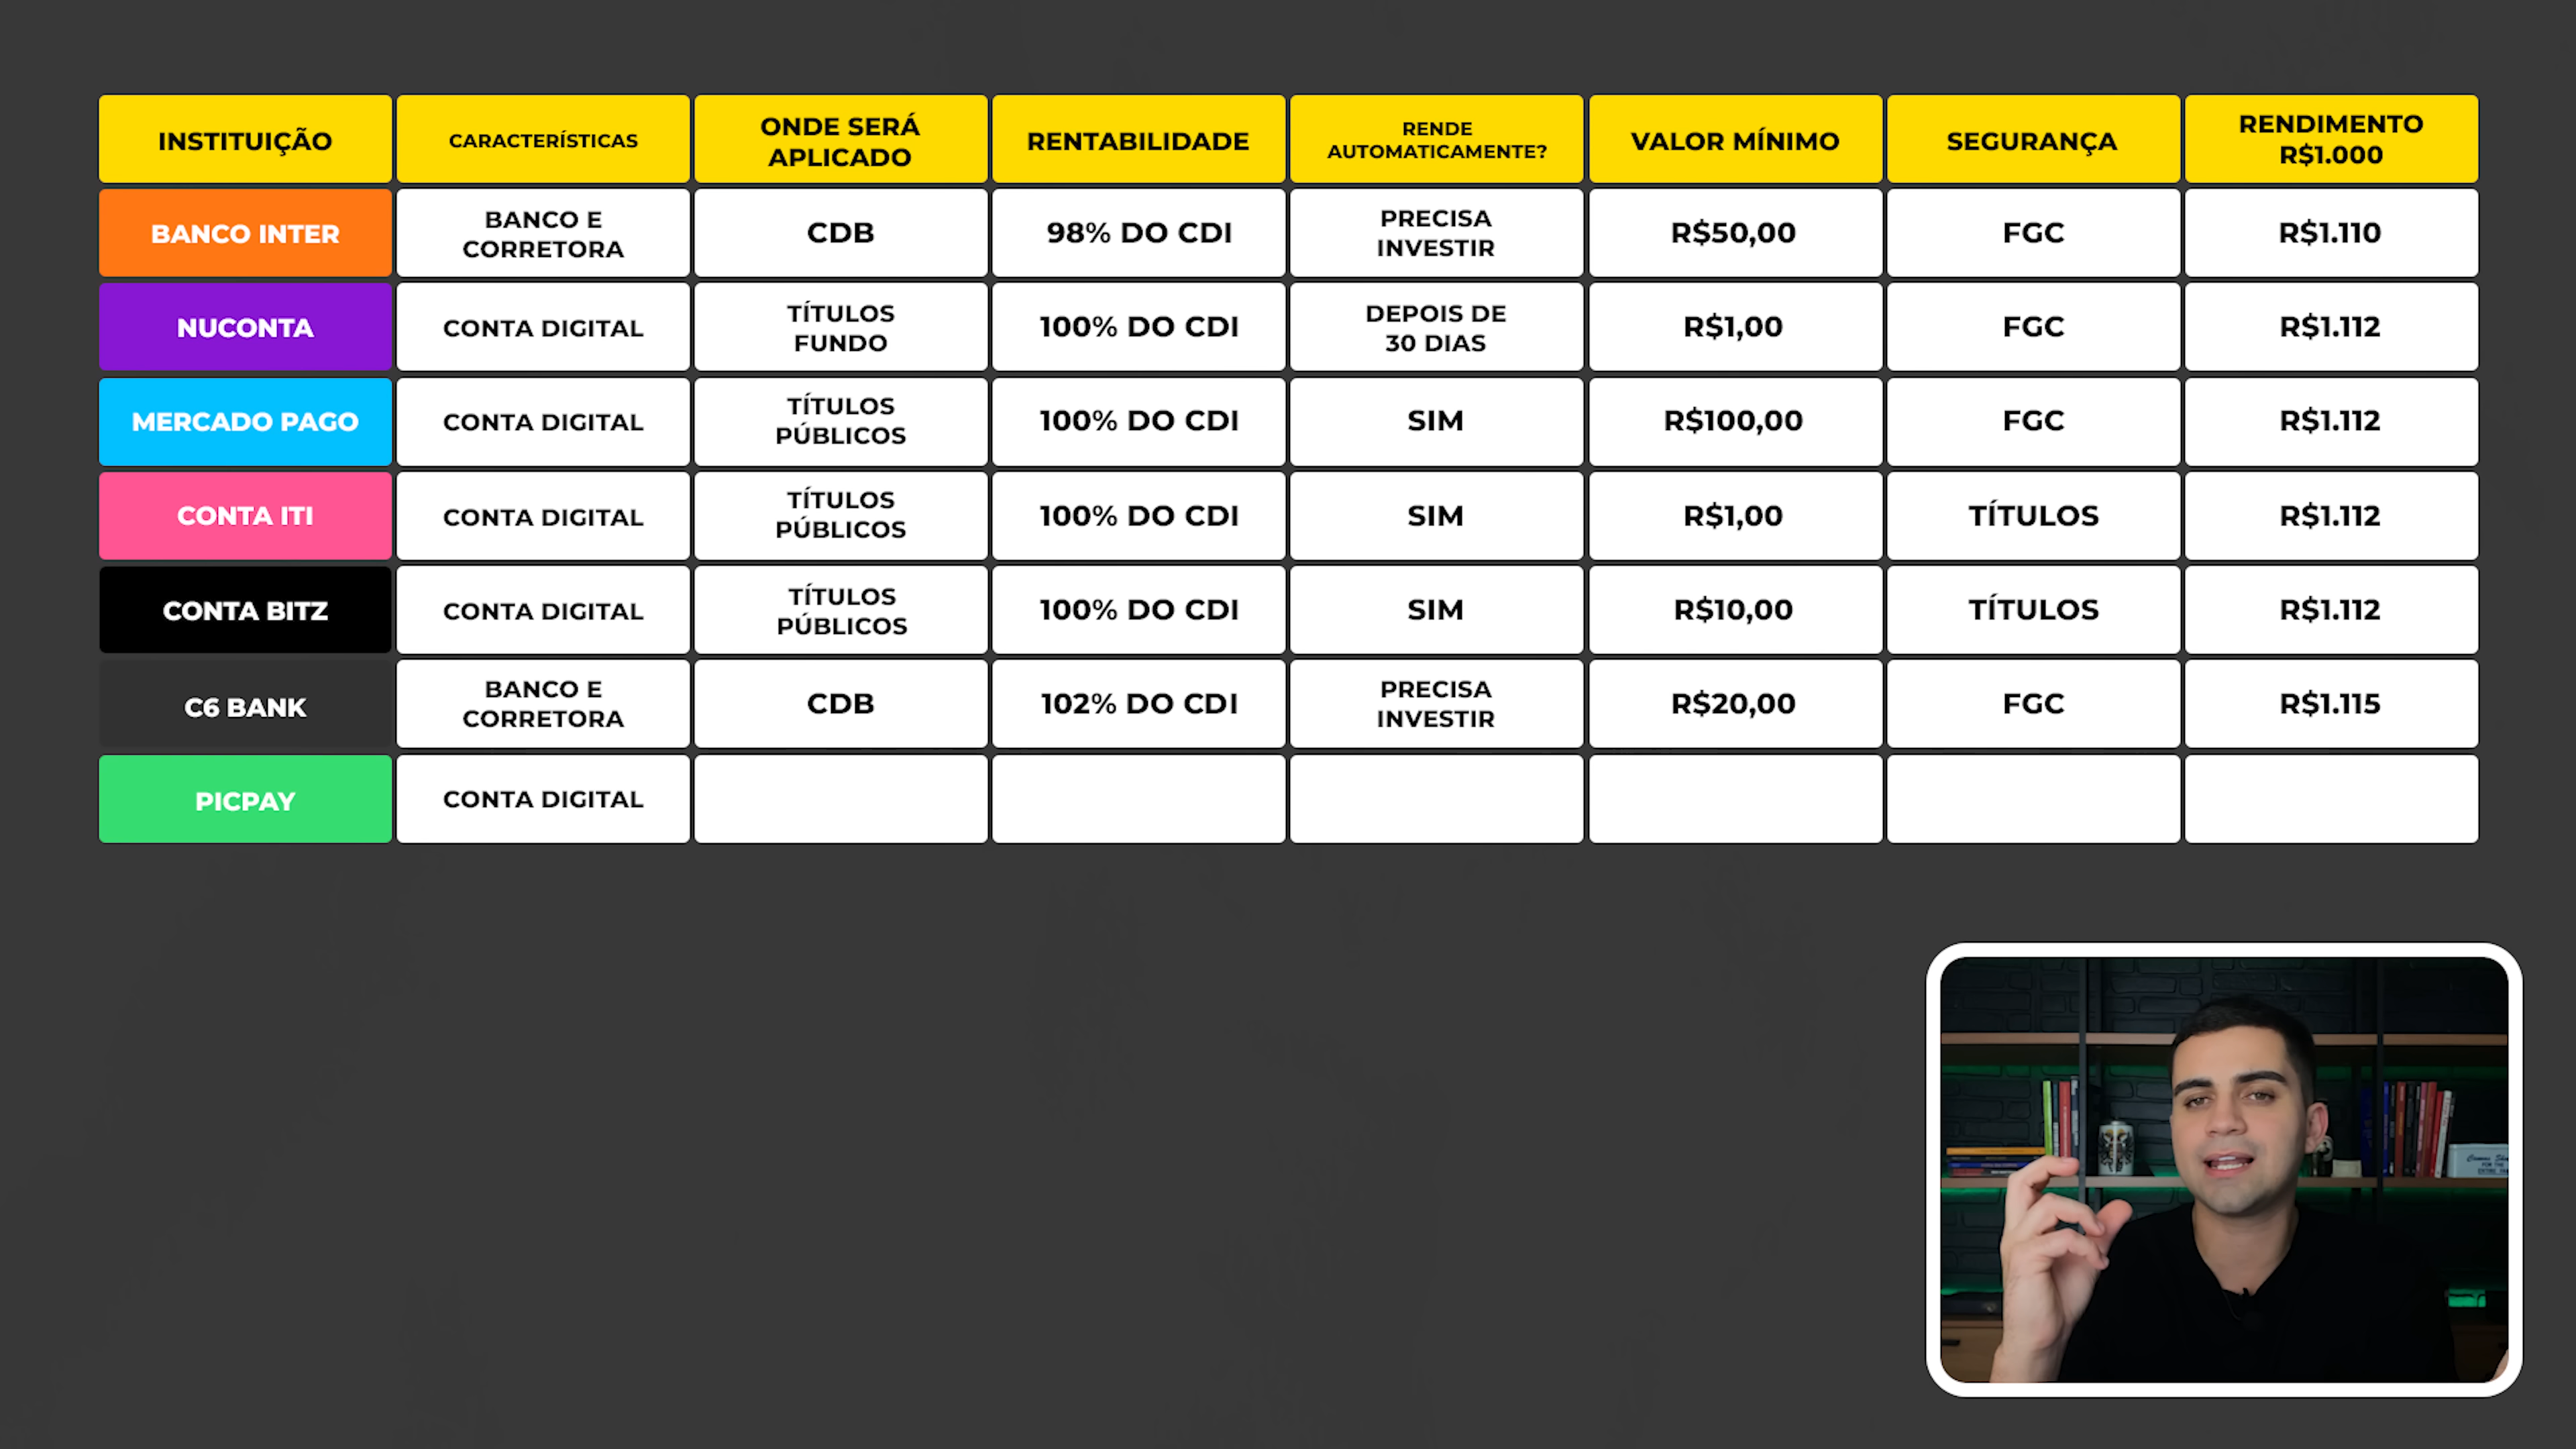 INSTITUIÇÃO
CARACTERÍSTICAS
ONDE SERÁ
APLICADO
RENTABILIDADE
RENDE
AUTOMATICAMENTE?
VALOR MÍNIMO
SEGURANÇA
RENDIMENTO
R$1.000
BANCO INTER
BANCO E
CORRETORA
CDB
98% DO CDI
PRECISA
INVESTIR
R$50,00
FGC
R$1.110
NUCONTA
CONTA DIGITAL
TÍTULOS
FUNDO
100% DO CDI
DEPOIS DE
30 DIAS
R$1,00
FGC
R$1.112
MERCADO PAGO
CONTA DIGITAL
TÍTULOS
PÚBLICOS
100% DO CDI
SIM
R$100,00
FGC
R$1.112
CONTA ITI
CONTA DIGITAL
TÍTULOS
PÚBLICOS
100% DO CDI
SIM
R$1,00
TÍTULOS
R$1.112
CONTA BITZ
CONTA DIGITAL
TÍTULOS
PÚBLICOS
100% DO CDI
SIM
R$10,00
TÍTULOS
R$1.112
C6 BANK
BANCO E
CORRETORA
CDB
102% DO CDI
PRECISA
INVESTIR
R$20,00
FGC
R$1.115
PICPAY
CONTA DIGITAL